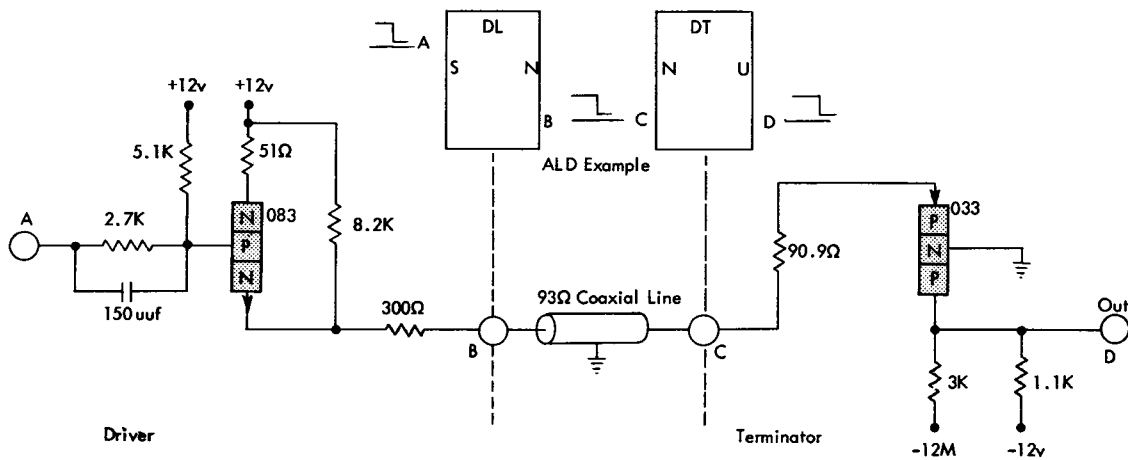 DL
DT
A
S
N
N
U
B
C
D
ALD Example
+12v
+12v
5.1K
51Ω
A
2.7K
N
P
N
083
8.2K
150 uuf
300Ω
B
93Ω Coaxial Line
C
90.9Ω
P
N
P
033
Out
D
3K
1.1K
-12M
-12v
Driver
Terminator